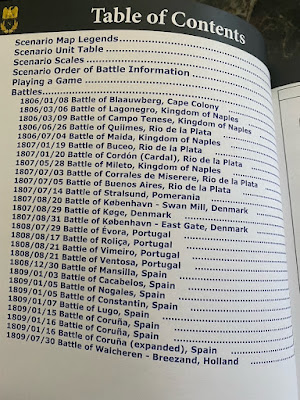 Table of Contents
Scenario Map Legends
Scenario Unit Table
Scenario Scales
Scenario Order of Battle Information
Playing a Game
Battles
1806/01/08 Battle of Blaauwberg, Cape Colony
1806/03/06 Battle of Lagonegro, Kingdom of Naples
1806/03/09 Battle of Campo Tenese, Kingdom of Naples
1806/06/26 Battle of Quilmes, Rio de la Plata
1806/07/04 Battle of Maida, Kingdom of Naples
1807/01/19 Battle of Buceo, Rio de la Plata
1807/01/20 Battle of Cordón (Cardal), Rio de la Plata
1807/05/28 Battle of Mileto, Kingdom of Naples
1807/07/03 Battle of Corrales de Miserere, Rio de la Plata
1807/07/05 Battle of Buenos Aires, Rio de la Plata
1807/07/14 Battle of Stralsund, Pomerania
1807/08/20 Battle of København - Swan Mill, Denmark
1807/08/29 Battle of Køge, Denmark
1807/08/31 Battle of København - East Gate, Denmark
1808/07/29 Battle of Évora, Portugal
1808/08/17 Battle of Roliça, Portugal
1808/08/21 Battle of Vimeiro, Portugal
1808/08/21 Battle of Ventosa, Portugal
1808/12/30 Battle of Mansilla, Spain
1809/01/03 Battle of Cacabelos, Spain
1809/01/05 Battle of Nogales, Spain
1809/01/05 Battle of Constantin, Spain
1809/01/07 Battle of Lugo, Spain
1809/01/15 Battle of Coruña, Spain
1809/01/16 Battle of Coruña, Spain
1809/01/16 Battle of Coruña (expanded), Spain
1809/07/30 Battle of Walcheren - Breezand, Holland